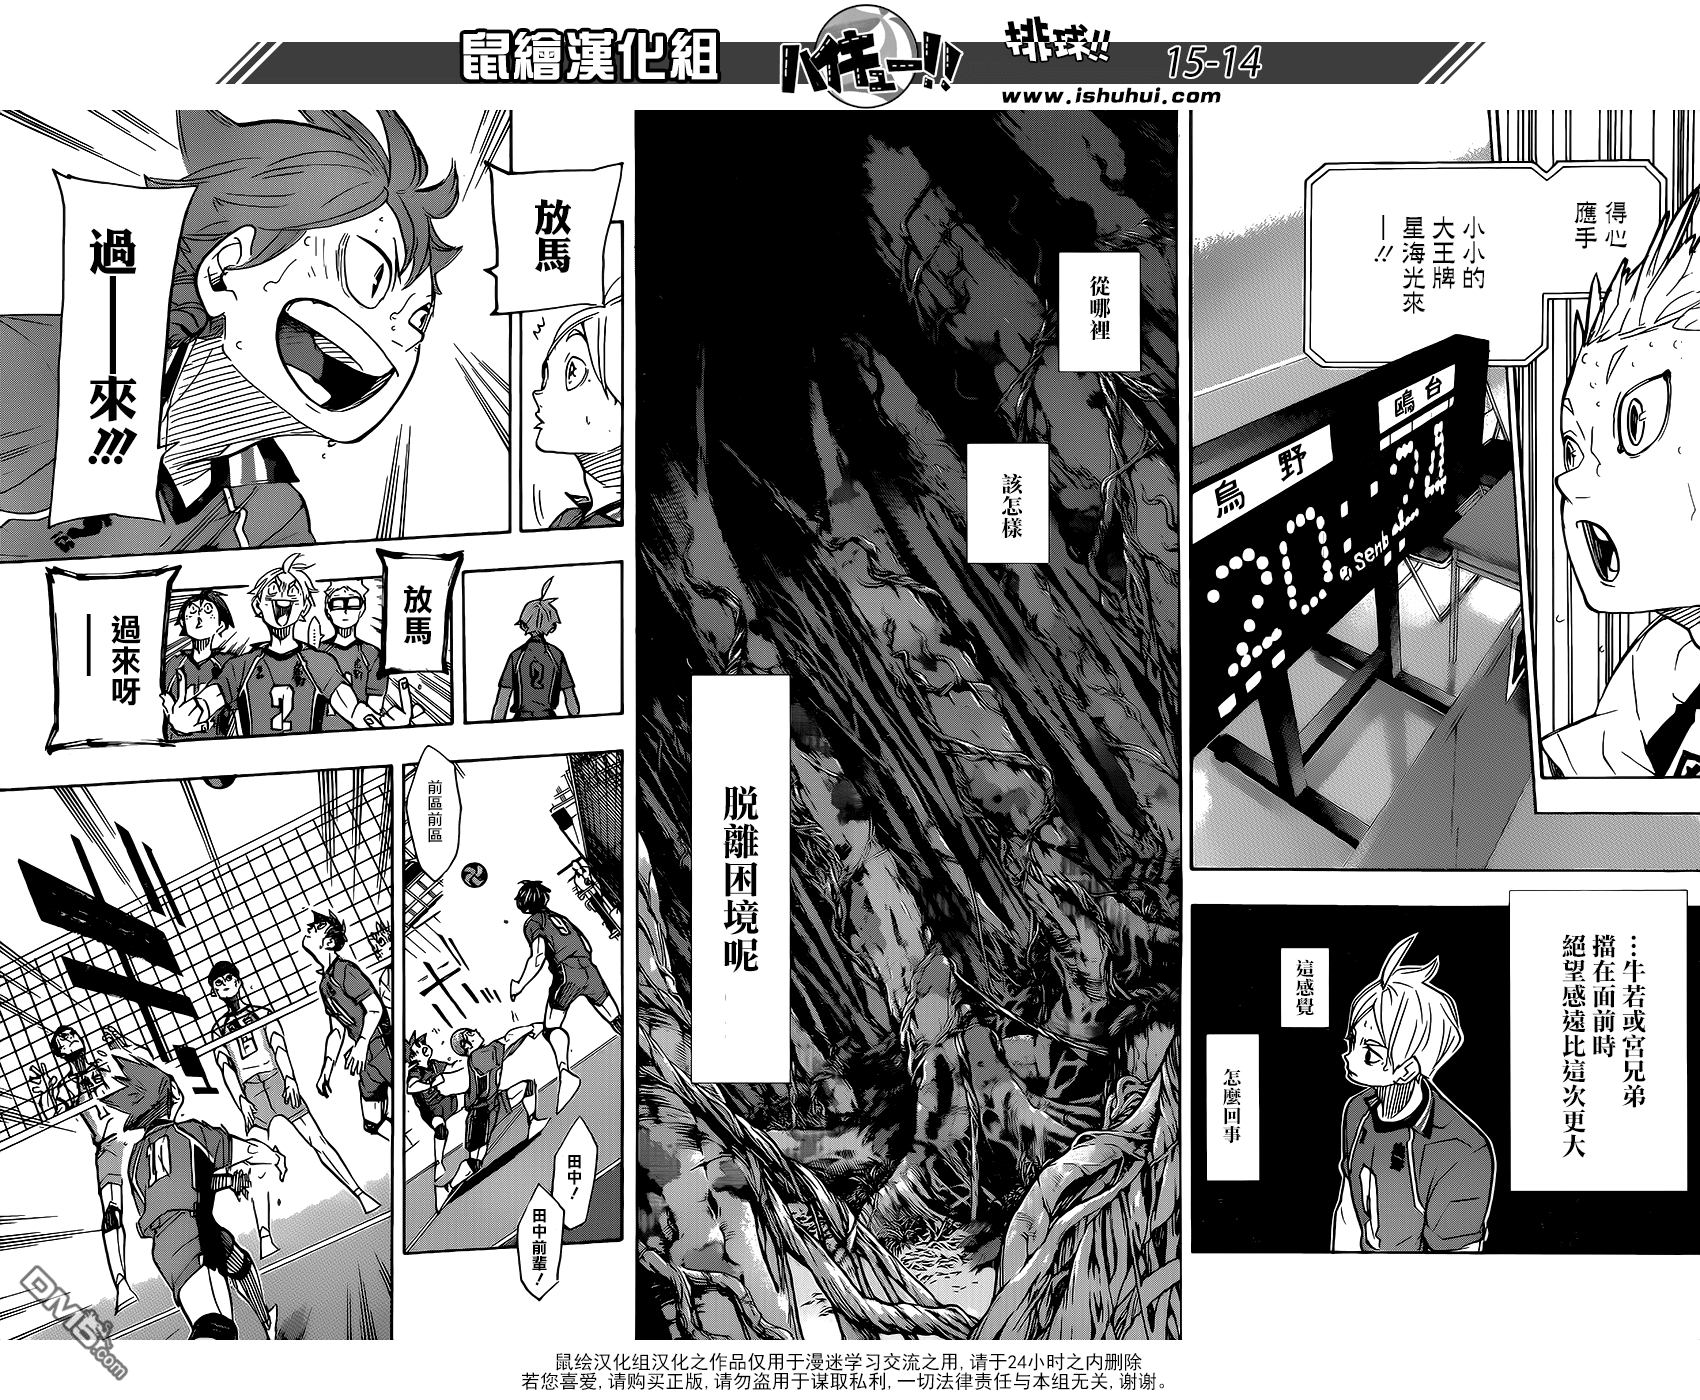 鼠繪漢化組
ハイキュー!!
排球!!
15-14
www.ishuhui.com
得心
應手
小小的
大王牌
星海光來
—!!
鴎台
烏野
20:24
Senb
…牛若或宮兄弟
擋在面前時
絕望感遠比這次更大
這感覺
怎麼回事
從哪裡
該怎樣
脫離困境呢
放馬
過——來!!!
2
放馬
過來呀
——
2
前區前區
田中!
田中前輩!
鼠绘汉化组汉化之作品仅用于漫迷学习交流之用, 请于24小时之内删除
若您喜爱, 请购买正版, 请勿盗用于谋取私利, 一切法律责任与本组无关, 谢谢。
DM5.com